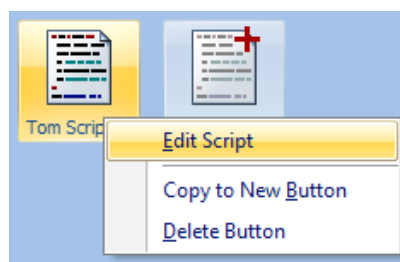 Tom Scrip
Edit Script
Copy to New Button
Delete Button